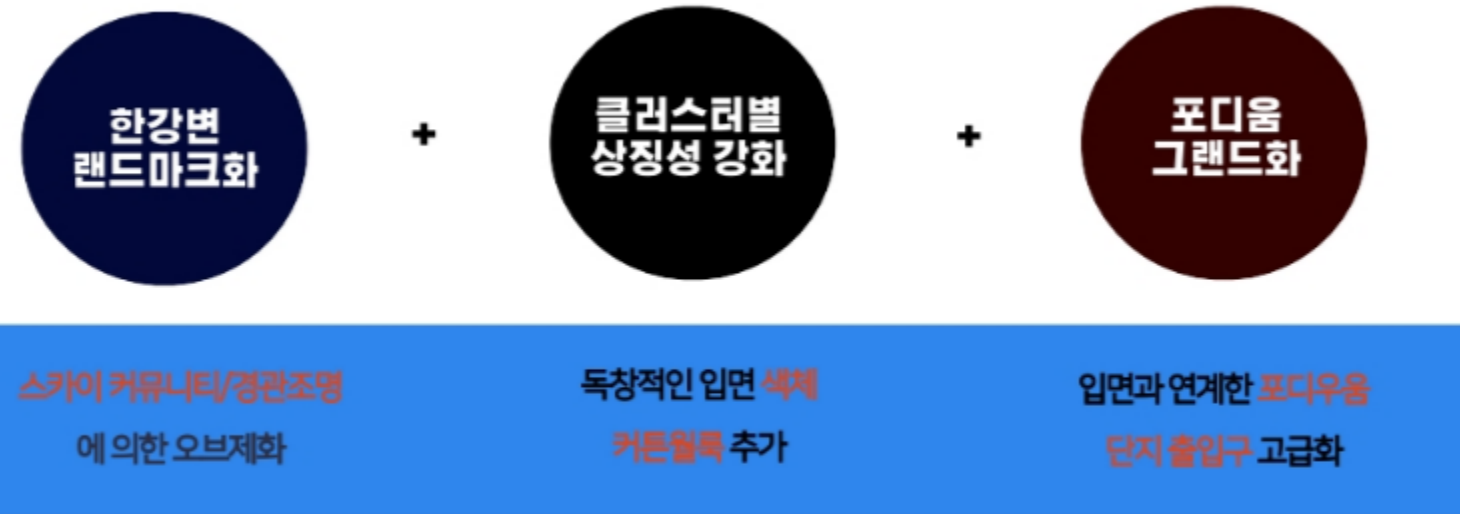 한강변
랜드마크화
+
클러스터별
상징성 강화
+
포디움
그랜드화
스카이 커뮤니티/경관조명
에 의한 오브제화
독창적인 입면 색체
커튼월룩 추가
입면과 연계한 포디우움
단지 출입구 고급화